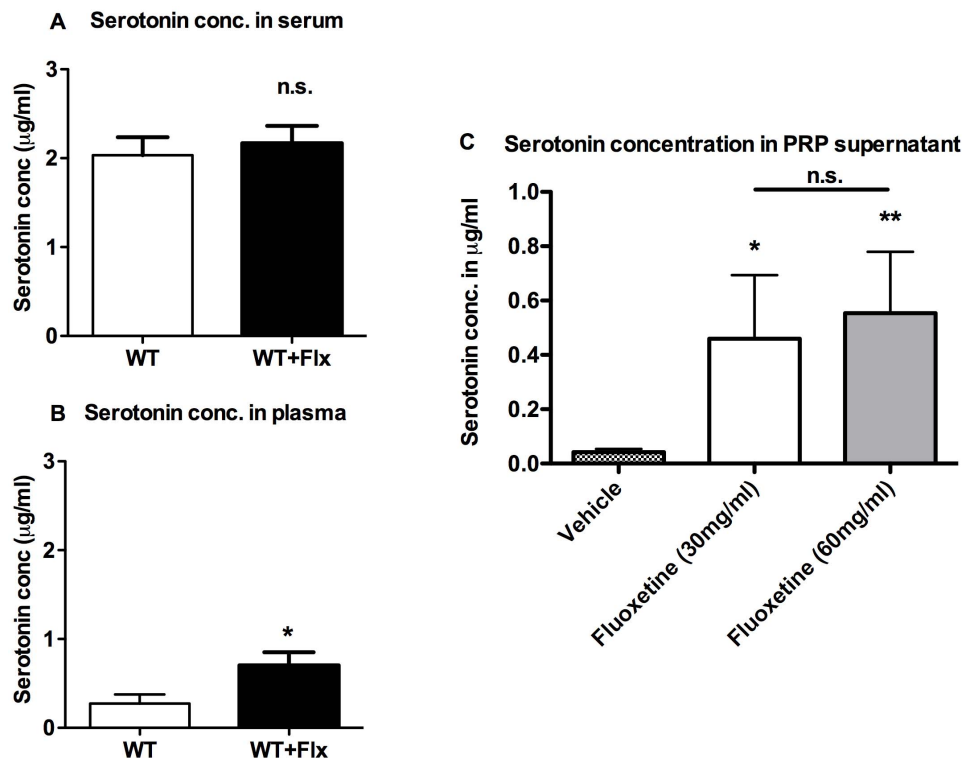 A Serotonin conc. in serum
Serotonin conc (μg/ml)
3
2
1
0
n.s.
WT
WT+Flx
B Serotonin conc. in plasma
Serotonin conc (μg/ml)
3
2
1
0
*
WT
WT+Flx
C Serotonin concentration in PRP supernatant
Serotonin conc. in μg/ml
1.0
0.8
0.6
0.4
0.2
0.0
n.s.
*
**
Vehicle
Fluoxetine (30mg/ml)
Fluoxetine (60mg/ml)